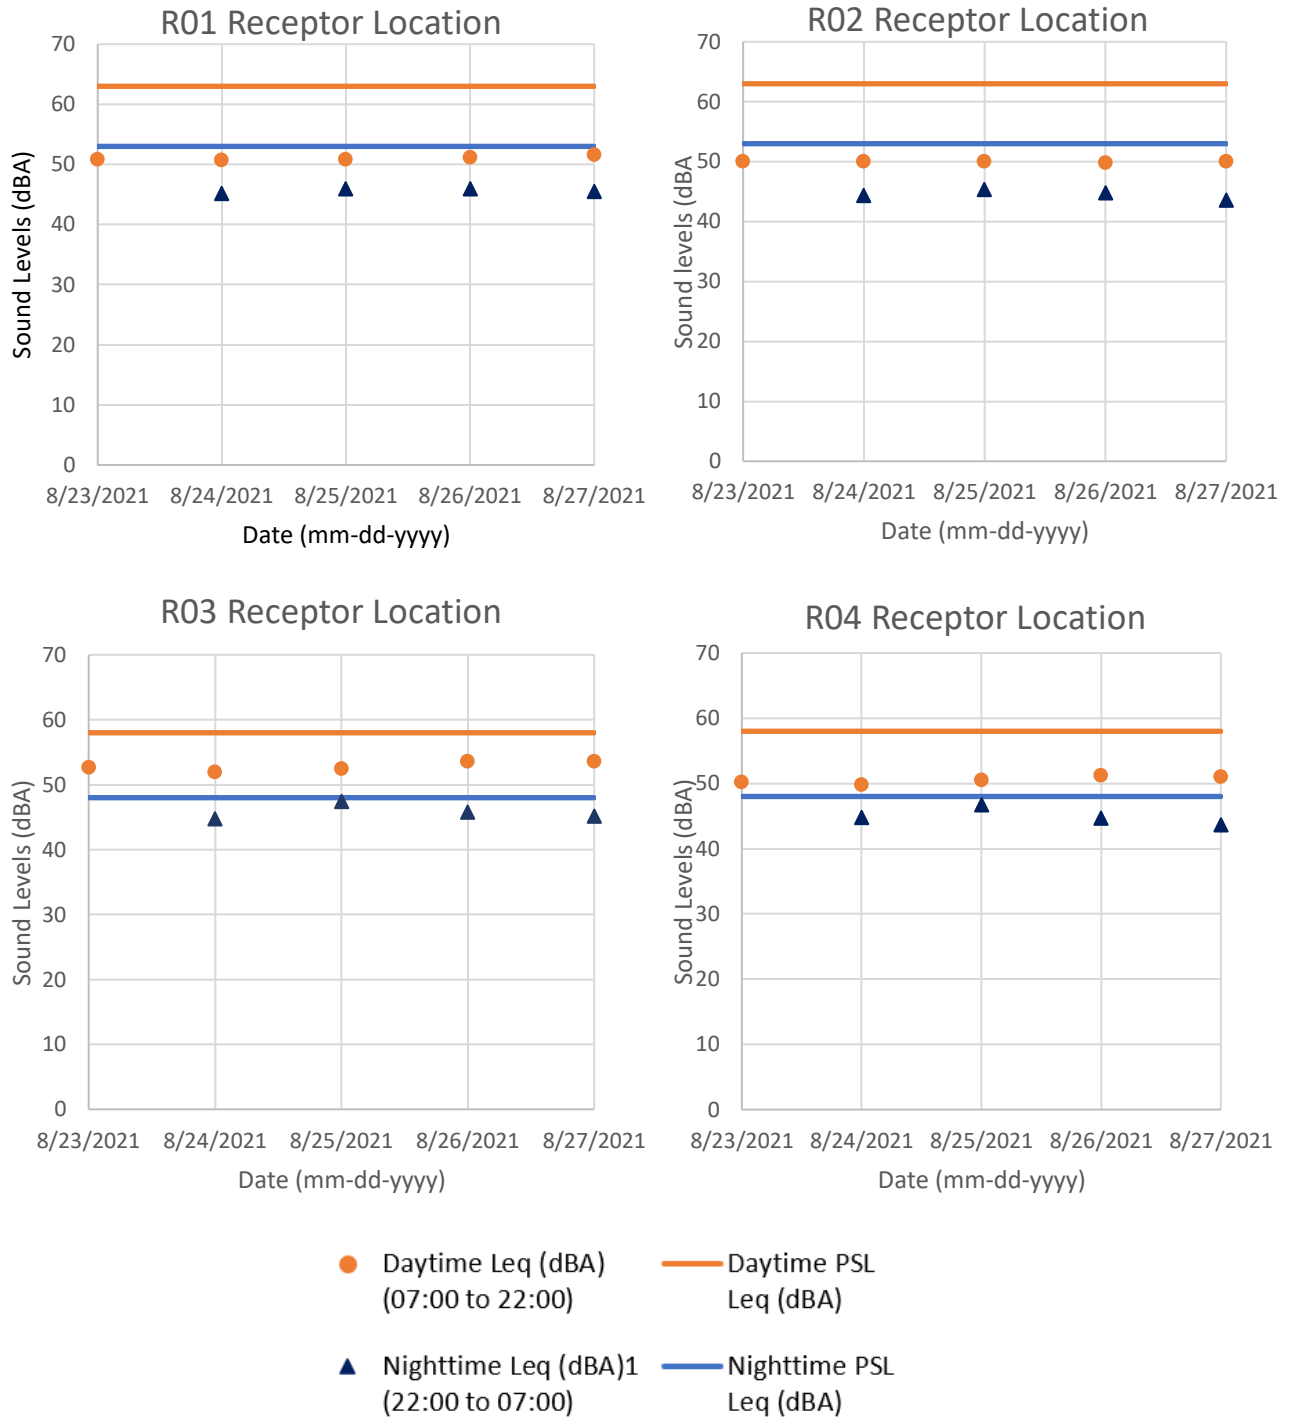 R01 Receptor Location
70
60
50
40
30
20
10
0
Sound Levels (dBA)
8/23/2021 8/24/2021 8/25/2021 8/26/2021 8/27/2021
Date (mm-dd-yyyy)
R02 Receptor Location
70
60
50
40
30
20
10
0
Sound levels (dBA
8/23/2021 8/24/2021 8/25/2021 8/26/2021 8/27/2021
Date (mm-dd-yyyy)
R03 Receptor Location
70
60
50
40
30
20
10
0
Sound Levels (dBA)
8/23/2021 8/24/2021 8/25/2021 8/26/2021 8/27/2021
Date (mm-dd-yyyy)
R04 Receptor Location
70
60
50
40
30
20
10
0
Sound Levels (dBA)
8/23/2021 8/24/2021 8/25/2021 8/26/2021 8/27/2021
Date (mm-dd-yyyy)
Daytime Leq (dBA)
(07:00 to 22:00)
Daytime PSL
Leq (dBA)
Nighttime Leq (dBA)1
(22:00 to 07:00)
Nighttime PSL
Leq (dBA)